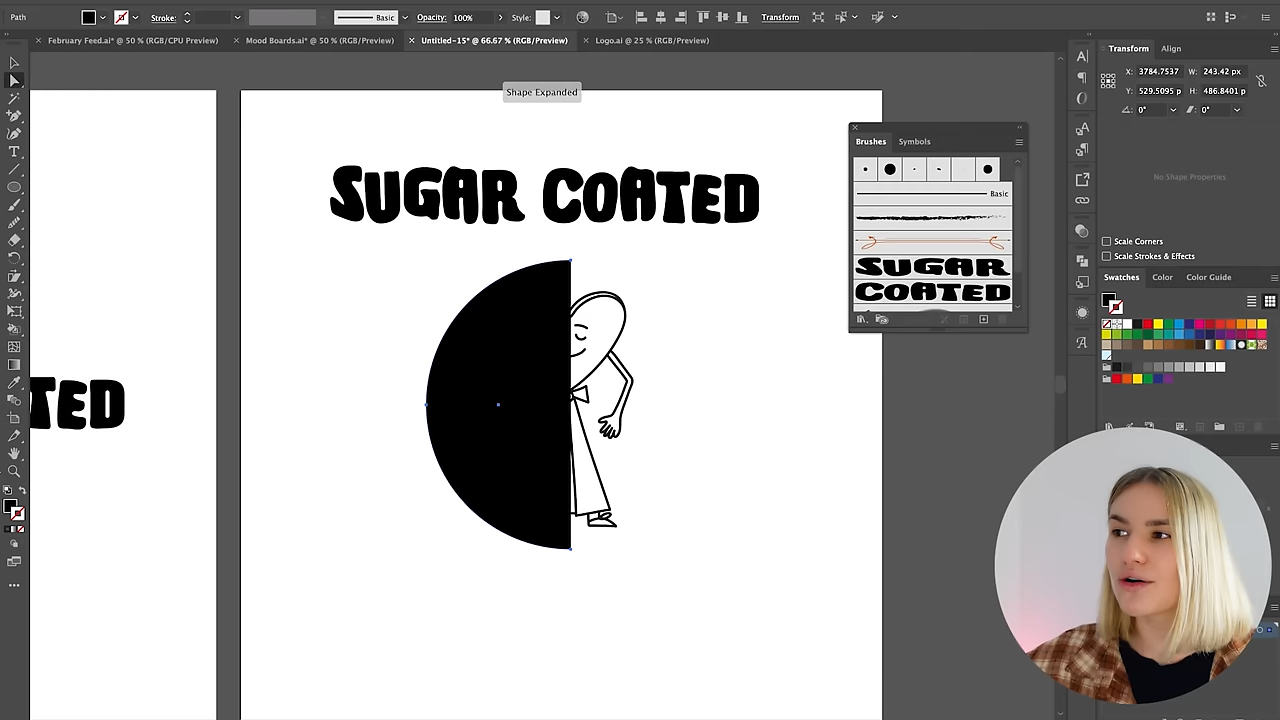 Path
Stroke:
Basic
Opacity: 100%
Style:
Transform
February Feed.ai* @ 50 % (RGB/CPU Preview)
Mood Boards.ai* @ 50 % (RGB/Preview)
Untitled-15* @ 66.67 % (RGB/Preview)
Logo.ai @ 25 % (RGB/Preview)
Shape Expanded
SUGAR COATED
TED
Brushes
Symbols
Basic
SUGAR
COATED
Transform
Align
X: 3784.7537
W: 243.42 px
Y: 529.5095 p
H: 486.8401 p
0°
0°
No Shape Properties
Scale Corners
Scale Strokes & Effects
Swatches
Color
Color Guide